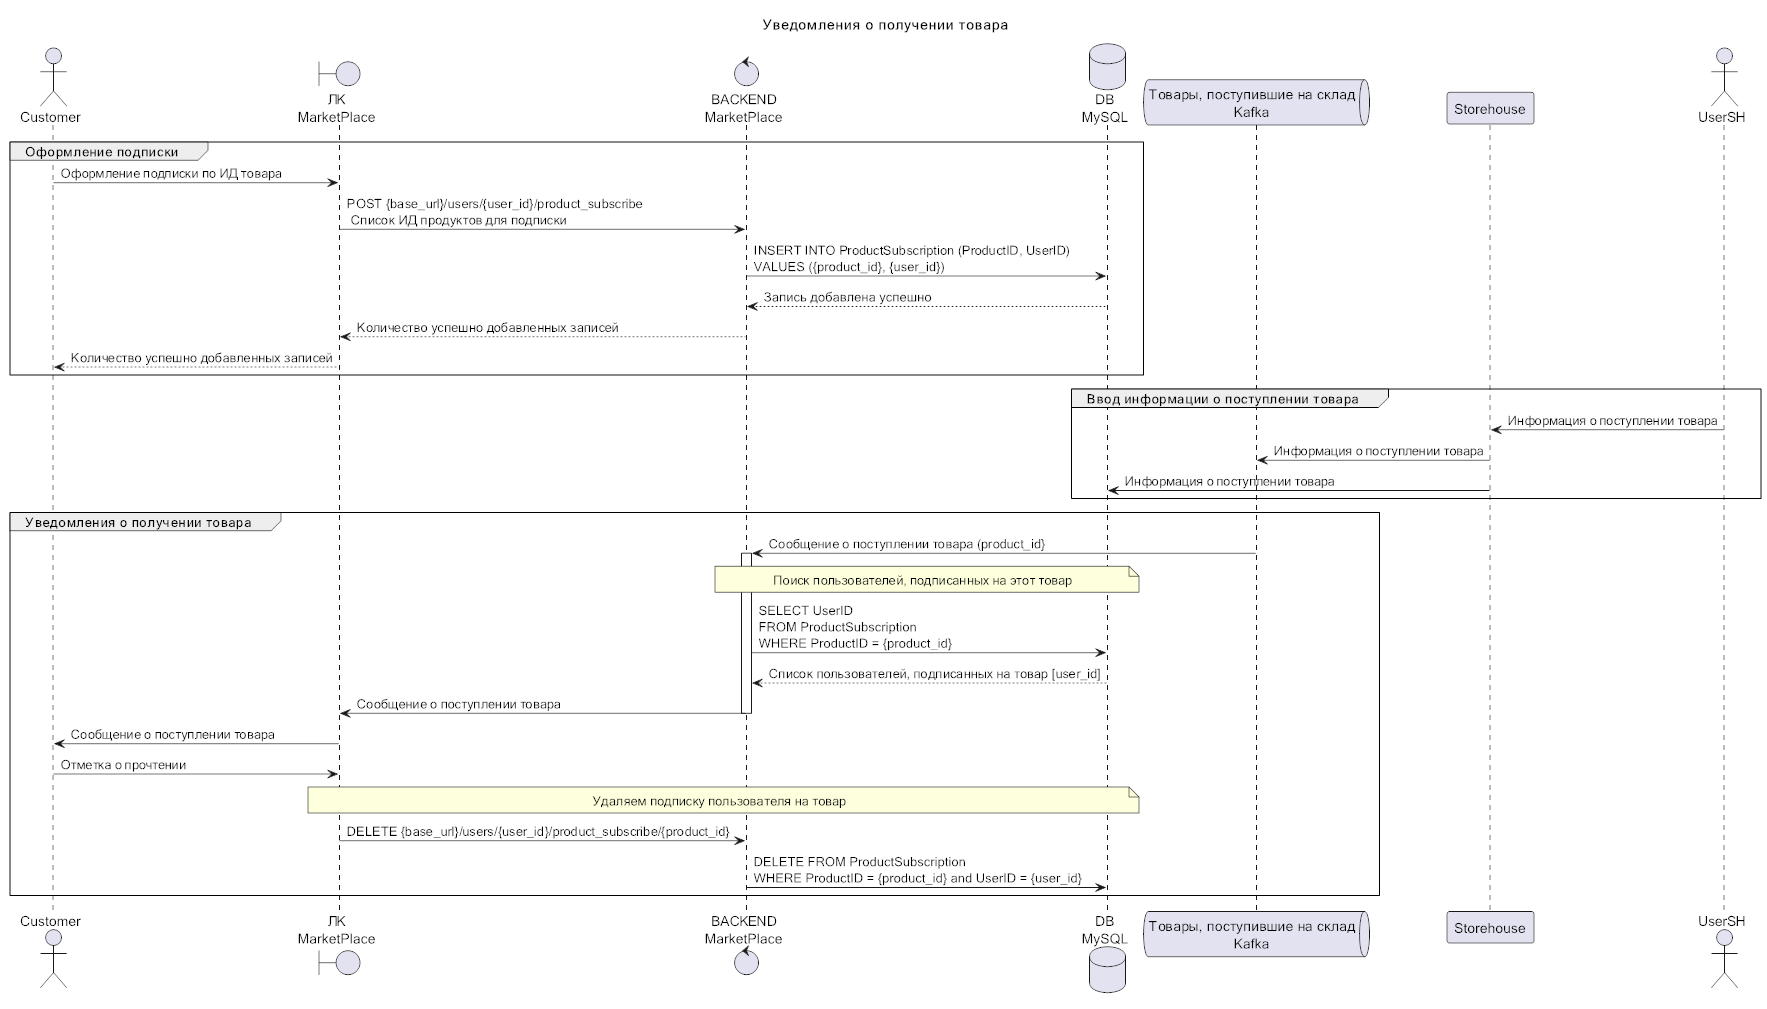 Уведомления о получении товара
Customer
ЛК
MarketPlace
BACKEND
MarketPlace
DB
MySQL
Товары, поступившие на склад
Kafka
Storehouse
UserSH
Оформление подписки
Оформление подписки по ИД товара
POST {base_url}/users/{user_id}/product_subscribe
Список ИД продуктов для подписки
INSERT INTO ProductSubscription (ProductID, UserID)
VALUES ({product_id}, {user_id})
Запись добавлена успешно
Количество успешно добавленных записей
Количество успешно добавленных записей
Ввод информации о поступлении товара
Информация о поступлении товара
Информация о поступлении товара
Информация о поступлении товара
Уведомления о получении товара
Сообщение о поступлении товара (product_id}
Поиск пользователей, подписанных на этот товар
SELECT UserID
FROM ProductSubscription
WHERE ProductID = {product_id}
Список пользователей, подписанных на товар [user_id]
Сообщение о поступлении товара
Сообщение о поступлении товара
Отметка о прочтении
Удаляем подписку пользователя на товар
DELETE {base_url}/users/{user_id}/product_subscribe/{product_id}
DELETE FROM ProductSubscription
WHERE ProductID = {product_id} and UserID = {user_id}
Customer
ЛК
MarketPlace
BACKEND
MarketPlace
DB
MySQL
Товары, поступившие на склад
Kafka
Storehouse
UserSH